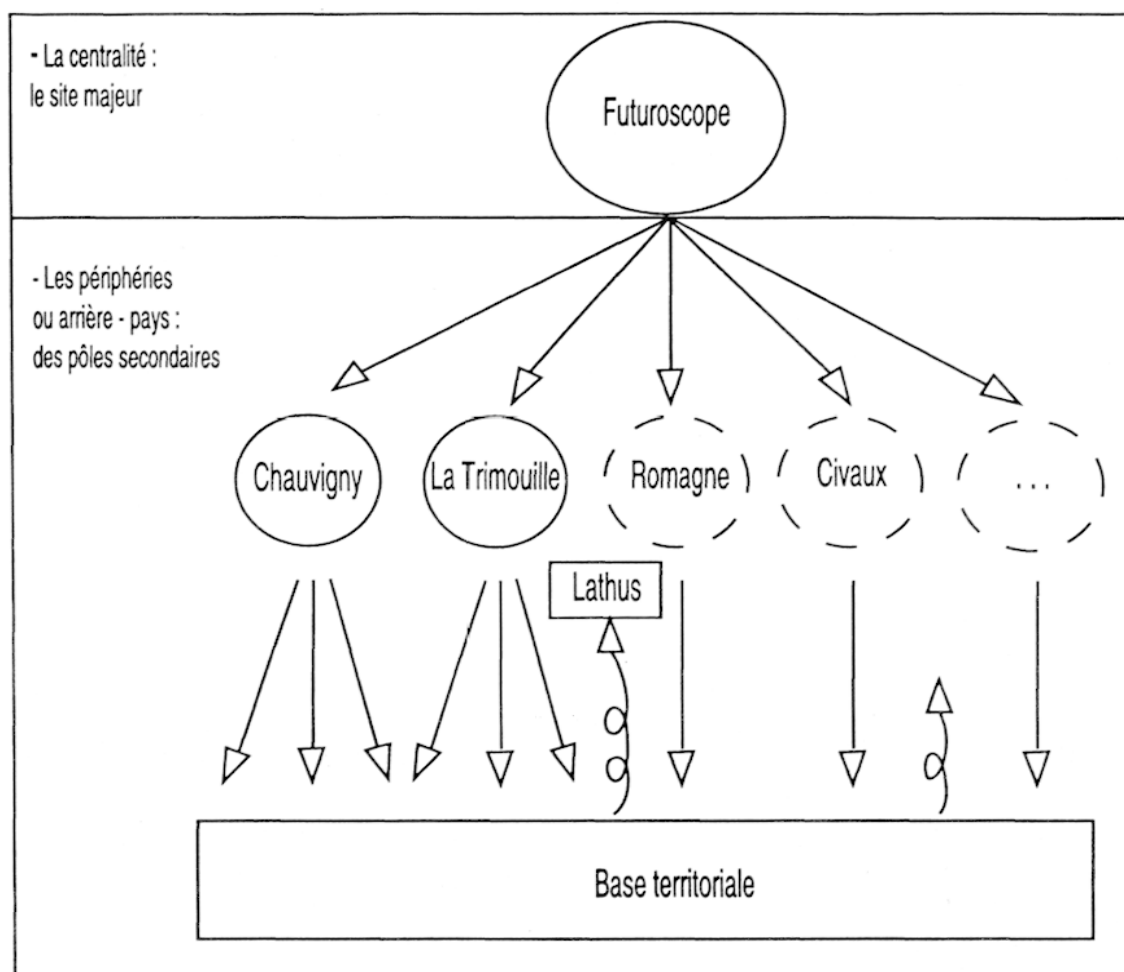 - La centralité :
le site majeur
Futuroscope
- Les périphéries
ou arrière - pays :
des pôles secondaires
Chauvigny
La Trimouille
Romagne
Civaux
...
Lathus
Base territoriale